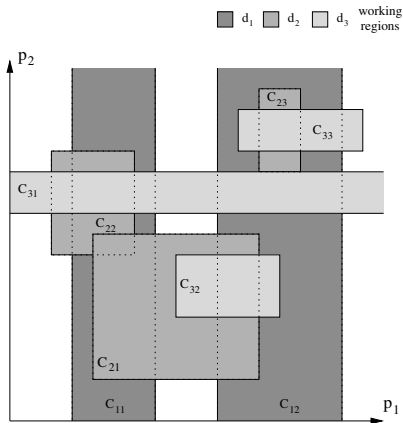 d1 d2 d3 working
regions
p2
C23
C33
C31
C22
C32
C21
C11 C12
p1